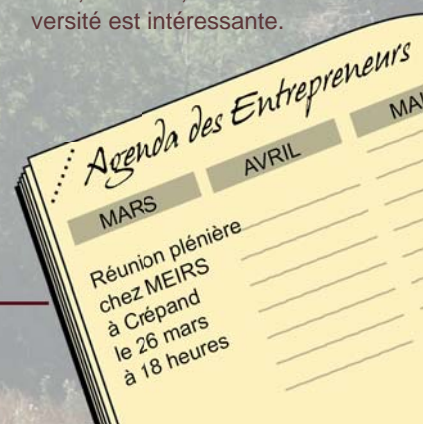 versité est intéressante.
Agenda des Entrepreneurs
MARS
AVRIL
Réunion plénière
chez MEIRS
à Crépand
le 26 mars
à 18 heures